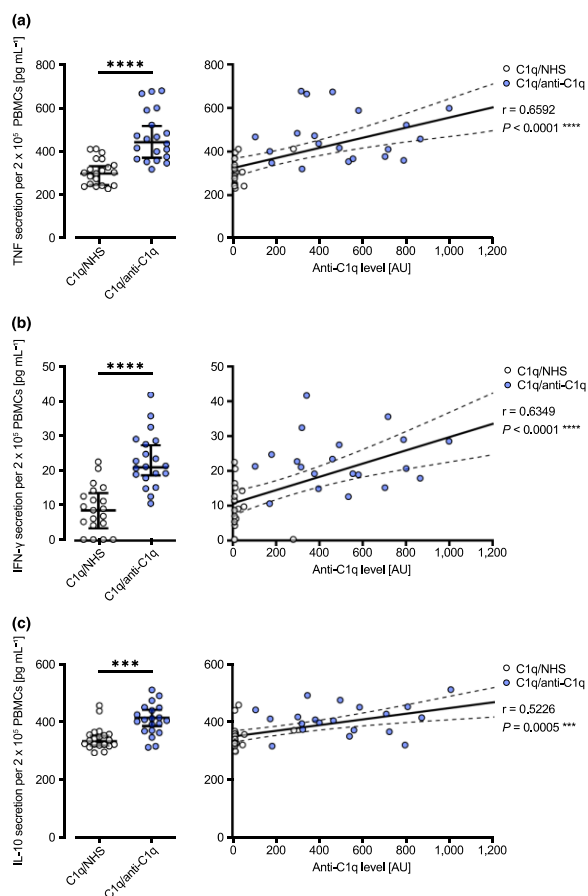 (a)
TNF secretion per 2 x 10⁵ PBMCs [pg mL⁻¹]
800
600
400
200
0
****
C1q/NHS
C1q/anti-C1q
800
600
400
200
0
0
200
400
600
800
1,000
1,200
Anti-C1q level [AU]
C1q/NHS
C1q/anti-C1q
r = 0.6592
P < 0.0001 ****
(b)
IFN-γ secretion per 2 x 10⁵ PBMCs [pg mL⁻¹]
50
40
30
20
10
0
****
C1q/NHS
C1q/anti-C1q
50
40
30
20
10
0
0
200
400
600
800
1,000
1,200
Anti-C1q level [AU]
C1q/NHS
C1q/anti-C1q
r = 0.6349
P < 0.0001 ****
(c)
IL-10 secretion per 2 x 10⁵ PBMCs [pg mL⁻¹]
600
400
200
0
***
C1q/NHS
C1q/anti-C1q
600
400
200
0
0
200
400
600
800
1,000
1,200
Anti-C1q level [AU]
C1q/NHS
C1q/anti-C1q
r = 0.5226
P = 0.0005 ***